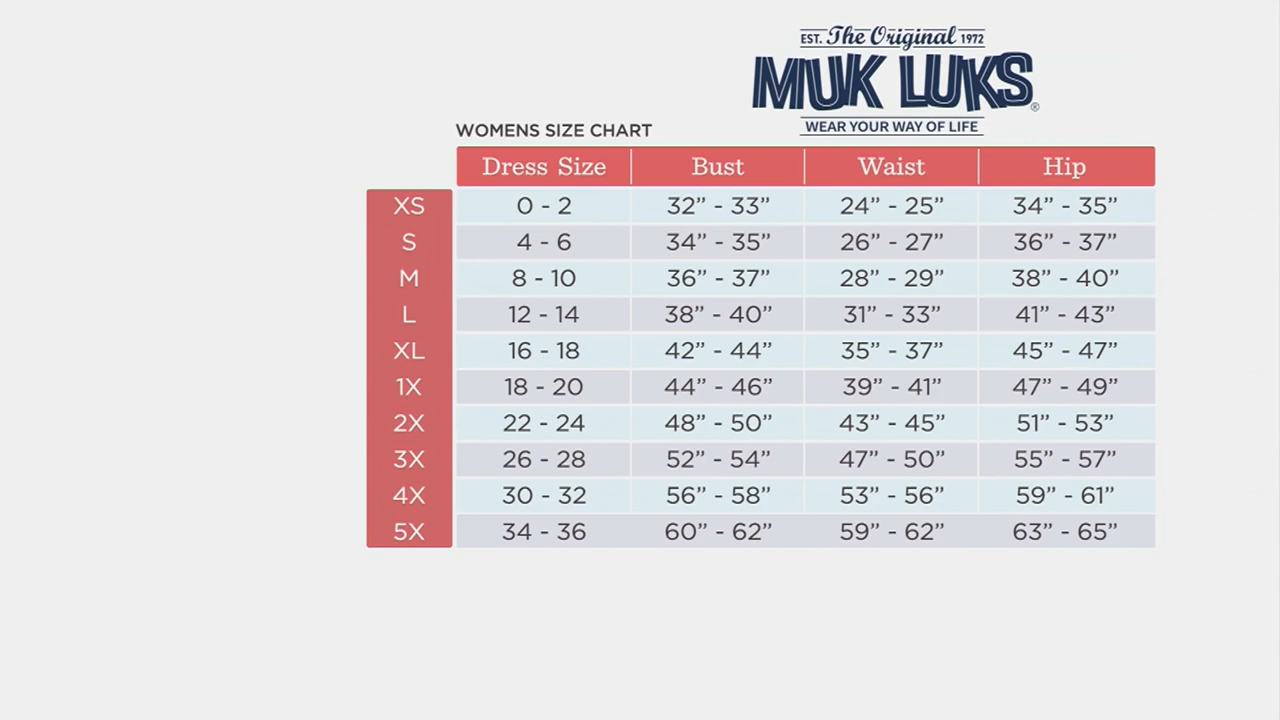 EST. The Original 1972
MUK LUKS®
WEAR YOUR WAY OF LIFE
WOMENS SIZE CHART
Dress Size Bust Waist Hip
XS 0 - 2 32” - 33” 24” - 25” 34” - 35”
S 4 - 6 34” - 35” 26” - 27” 36” - 37”
M 8 - 10 36” - 37” 28” - 29” 38” - 40”
L 12 - 14 38” - 40” 31” - 33” 41” - 43”
XL 16 - 18 42” - 44” 35” - 37” 45” - 47”
1X 18 - 20 44” - 46” 39” - 41” 47” - 49”
2X 22 - 24 48” - 50” 43” - 45” 51” - 53”
3X 26 - 28 52” - 54” 47” - 50” 55” - 57”
4X 30 - 32 56” - 58” 53” - 56” 59” - 61”
5X 34 - 36 60” - 62” 59” - 62” 63” - 65”